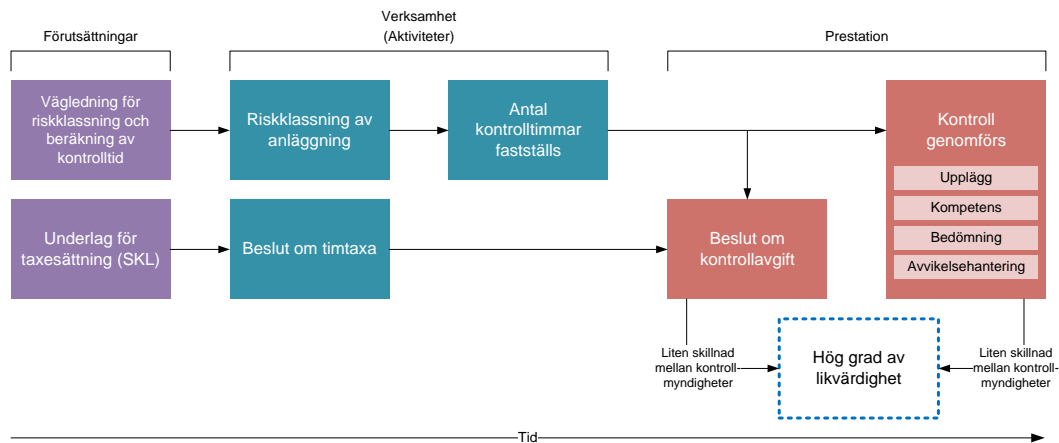 Förutsättningar
Verksamhet
(Aktiviteter)
Prestation
Vägledning för
riskklassning och
beräkning av
kontrolltid
Riskklassning av
anläggning
Antal
kontrolltimmar
fastställs
Kontroll
genomförs
Upplägg
Kompetens
Bedömning
Avvikelsehantering
Underlag för
taxesättning (SKL)
Beslut om timtaxa
Beslut om
kontrollavgift
Liten skillnad
mellan kontroll-
myndigheter
Hög grad av
likvärdighet
Liten skillnad
mellan kontroll-
myndigheter
Tid